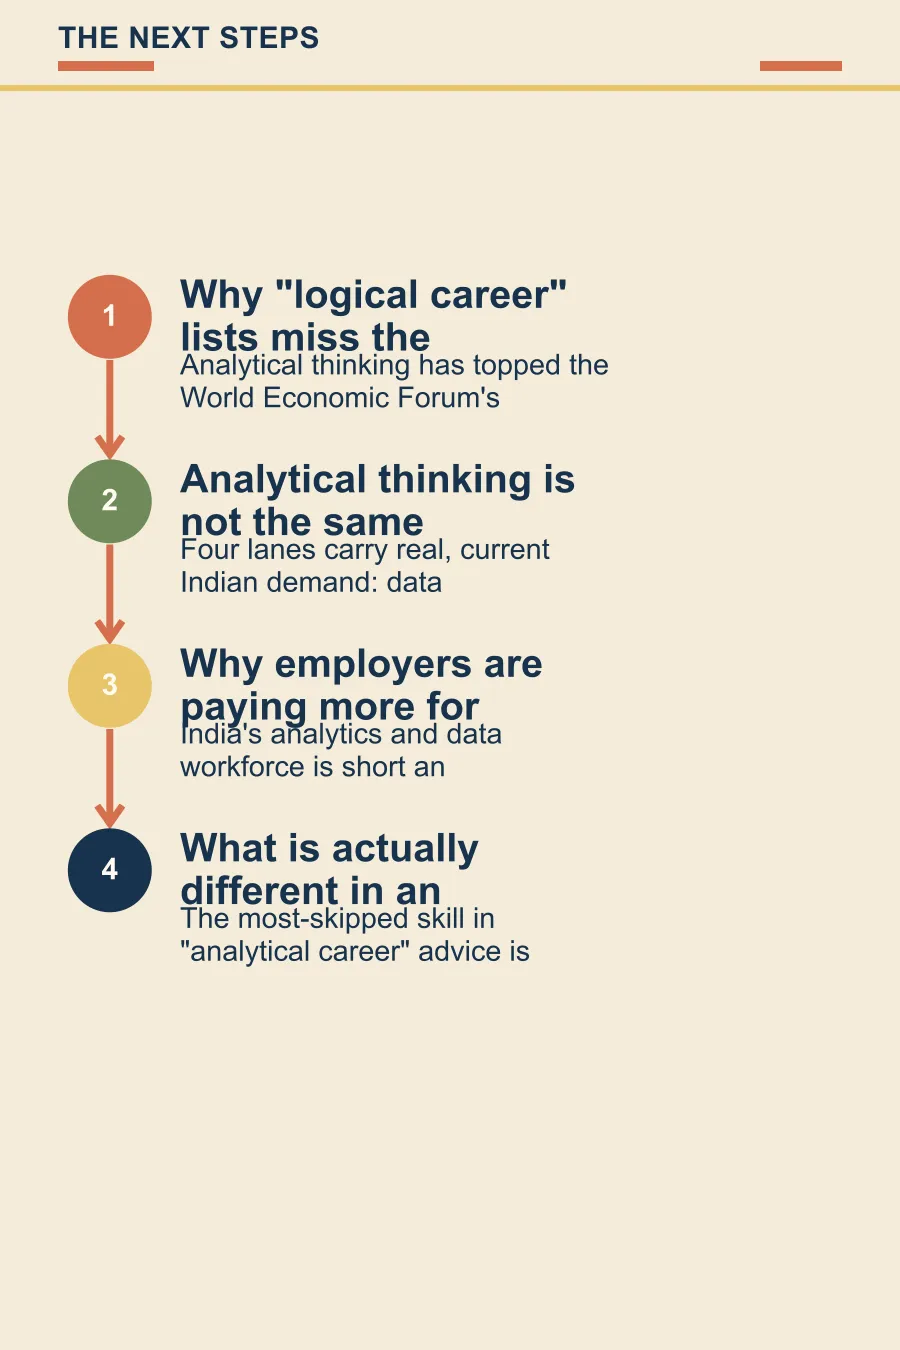 THE NEXT STEPS
1
Why "logical career"
lists miss the
Analytical thinking has topped the
World Economic Forum's
2
Analytical thinking is
not the same
Four lanes carry real, current
Indian demand: data
3
Why employers are
paying more for
India's analytics and data
workforce is short an
4
What is actually
different in an
The most-skipped skill in
"analytical career" advice is